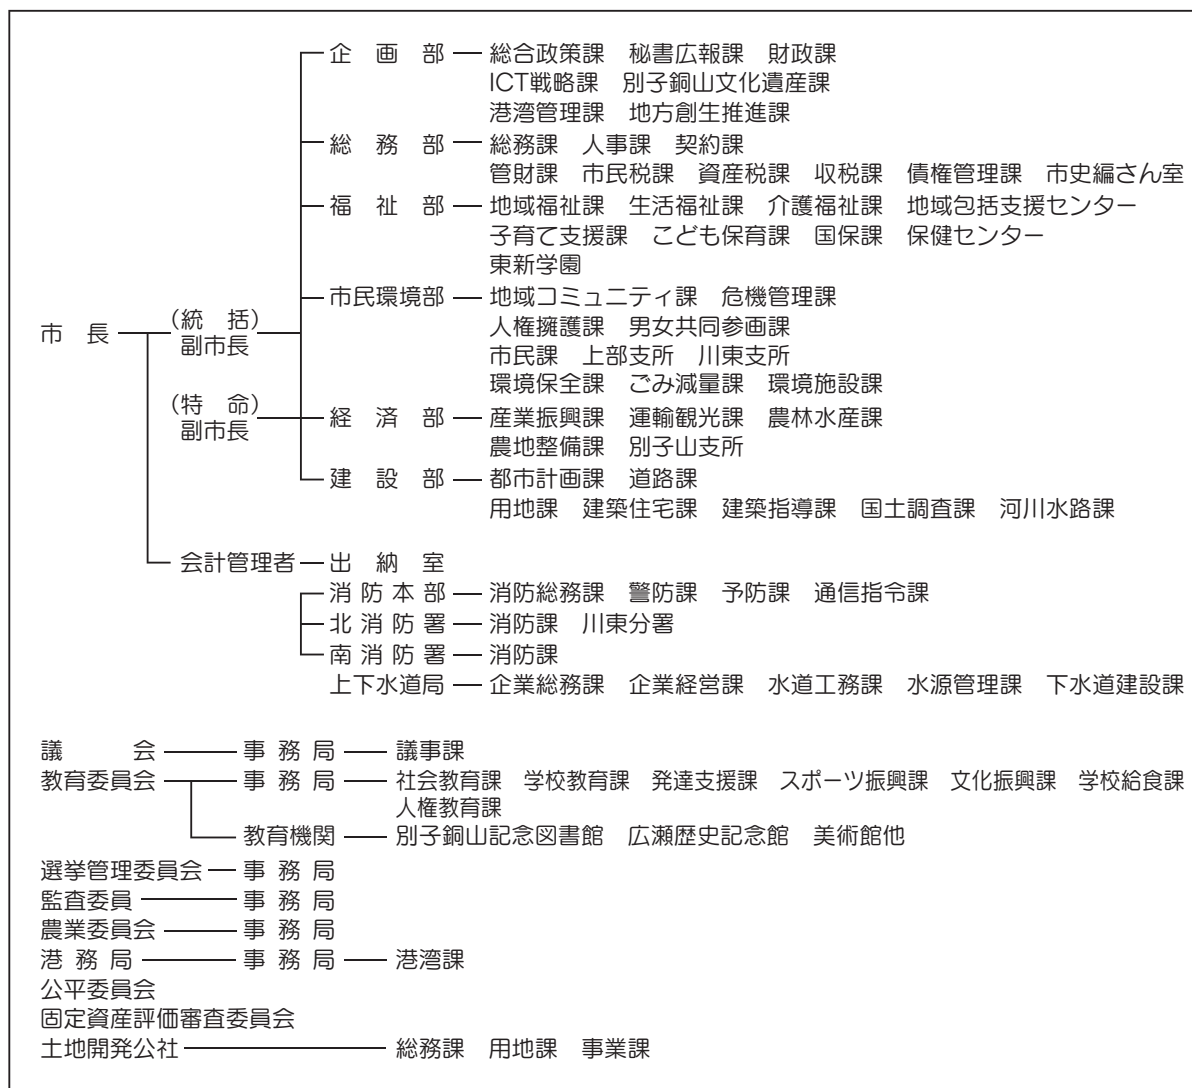 企画部 総合政策課 秘書広報課 財政課
ICT戦略課 別子銅山文化遺産課
港湾管理課 地方創生推進課
総務部 総務課 人事課 契約課
管財課 市民税課 資産税課 収税課 債権管理課 市史編さん室
福祉部 地域福祉課 生活福祉課 介護福祉課 地域包括支援センター
子育て支援課 こども保育課 国保課 保健センター
東新学園
市民環境部 地域コミュニティ課 危機管理課
人権擁護課 男女共同参画課
市長 (統括)副市長
市民課 上部支所 川東支所
環境保全課 ごみ減量課 環境施設課
(特命)副市長
経済部 産業振興課 運輸観光課 農林水産課
農地整備課 別子山支所
建設部 都市計画課 道路課
用地課 建築住宅課 建築指導課 国土調査課 河川水路課
会計管理者 出納室
消防本部 消防総務課 警防課 予防課 通信指令課
北消防署 消防課 川東分署
南消防署 消防課
上下水道局 企業総務課 企業経営課 水道工務課 水源管理課 下水道建設課
議会 事務局 議事課
教育委員会 事務局 社会教育課 学校教育課 発達支援課 スポーツ振興課 文化振興課 学校給食課
人権教育課
教育機関 別子銅山記念図書館 広瀬歴史記念館 美術館他
選挙管理委員会 事務局
監査委員 事務局
農業委員会 事務局
港務局 事務局 港湾課
公平委員会
固定資産評価審査委員会
土地開発公社 総務課 用地課 事業課